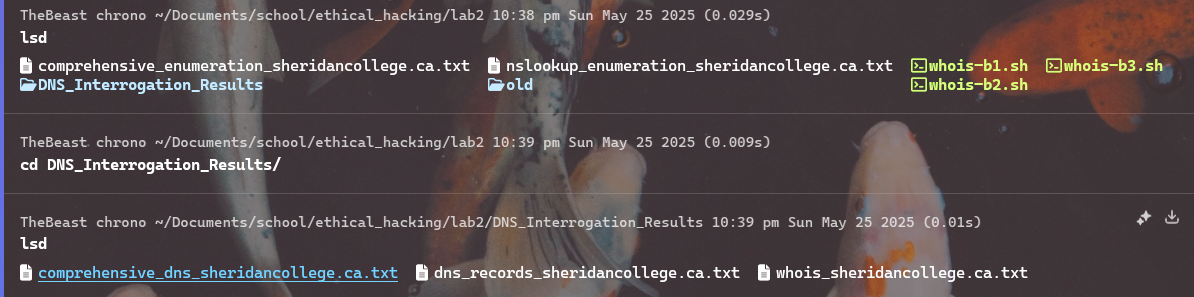 TheBeast chrono ~/Documents/school/ethical_hacking/lab2 10:38 pm Sun May 25 2025 (0.029s)
lsd
comprehensive_enumeration_sheridancollege.ca.txt nslookup_enumeration_sheridancollege.ca.txt whois-b1.sh whois-b3.sh
DNS_Interrogation_Results old whois-b2.sh
TheBeast chrono ~/Documents/school/ethical_hacking/lab2 10:39 pm Sun May 25 2025 (0.009s)
cd DNS_Interrogation_Results/
TheBeast chrono ~/Documents/school/ethical_hacking/lab2/DNS_Interrogation_Results 10:39 pm Sun May 25 2025 (0.01s)
lsd
comprehensive_dns_sheridancollege.ca.txt dns_records_sheridancollege.ca.txt whois_sheridancollege.ca.txt